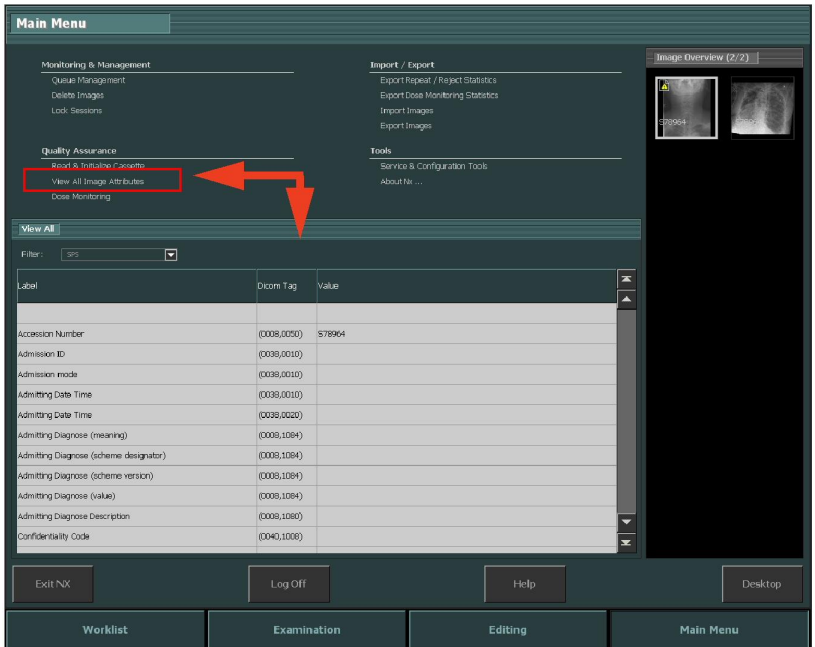 Main Menu
Monitoring & Management
Queue Management
Delete Images
Lock Sessions
Quality Assurance
Read & Initialize Cassette
View All Image Attributes
Dose Monitoring
Import / Export
Export Repeat / Reject Statistics
Export Dose Monitoring Statistics
Import Images
Export Images
Tools
Service & Configuration Tools
About Nx ...
Image Overview (2/2)
S78964
View All
Filter: SPS
Label Dicom Tag Value
Accession Number (0008,0050) S78964
Admission ID (0038,0010)
Admission mode (0038,0010)
Admitting Date Time (0038,0010)
Admitting Date Time (0038,0020)
Admitting Diagnose (meaning) (0008,1084)
Admitting Diagnose (scheme designator) (0008,1084)
Admitting Diagnose (scheme version) (0008,1084)
Admitting Diagnose (value) (0008,1084)
Admitting Diagnose Description (0008,1080)
Confidentiality Code (0040,1008)
Exit NX
Log Off
Help
Desktop
Worklist
Examination
Editing
Main Menu